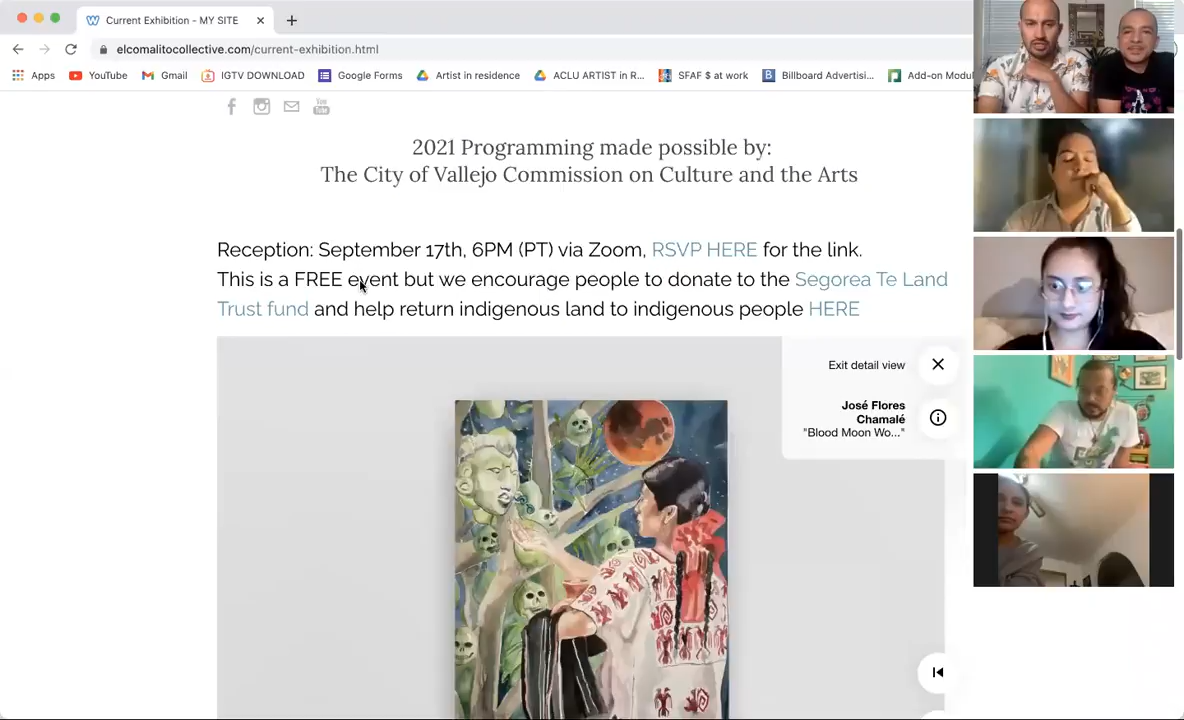 Current Exhibition - MY SITE
elcomalitocollective.com/current-exhibition.html
Apps YouTube Gmail IGTV DOWNLOAD Google Forms Artist in residence ACLU ARTIST in R... SFAF $ at work Billboard Advertisi... Add-on Modul
2021 Programming made possible by:
The City of Vallejo Commission on Culture and the Arts
Reception: September 17th, 6PM (PT) via Zoom, RSVP HERE for the link.
This is a FREE event but we encourage people to donate to the Segorea Te Land
Trust fund and help return indigenous land to indigenous people HERE
Exit detail view
José Flores
Chamalé
"Blood Moon Wo..."